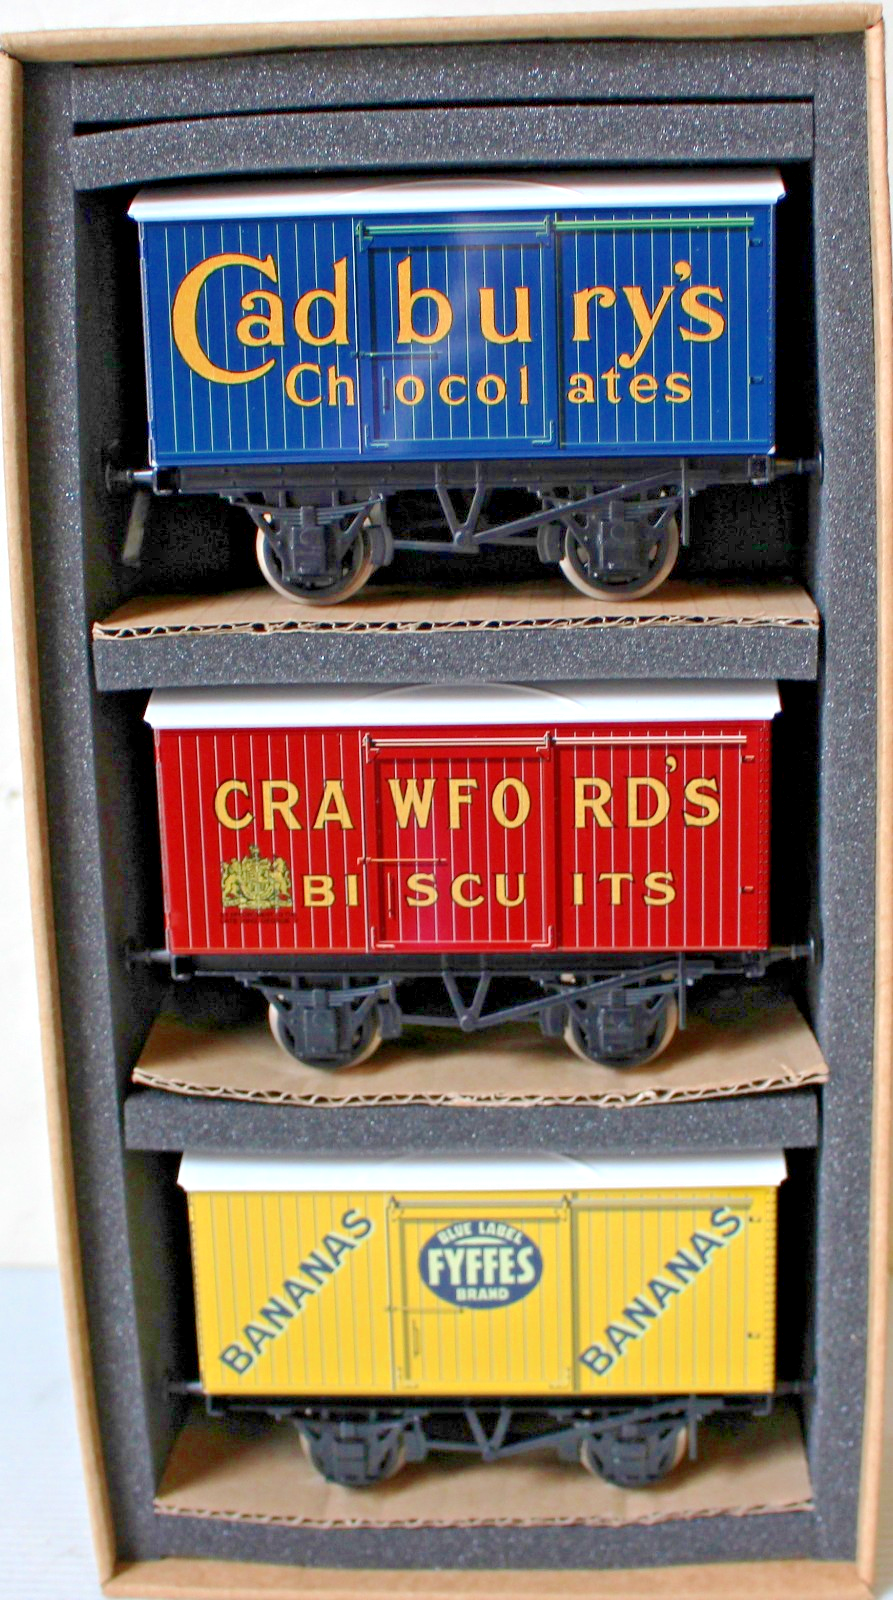 Cadbury's
Chocolates
CRAWFORD'S
BISCUITS
BANANAS
BLUE LABEL
FYFFES
BRAND
BANANAS